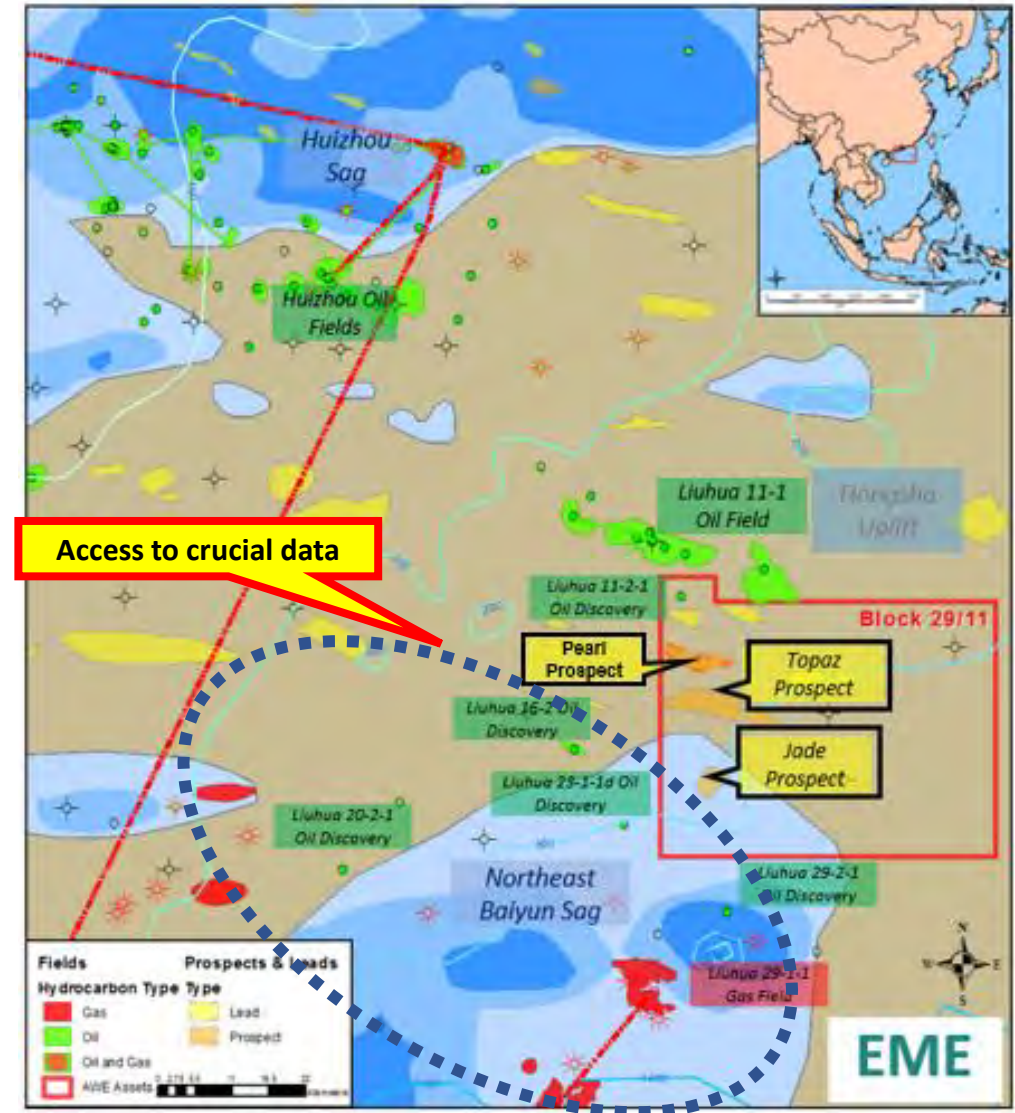 Huizhou
Sag
Huizhou Oil
Fields
Liuhua 11-1
Oil Field
Uplift
Access to crucial data
Liuhua 11-2-1
Oil Discovery
Block 29/11
Pearl
Prospect
Topaz
Prospect
Liuhua 16-2 Oil
Discovery
Jade
Prospect
Liuhua 23-1-1d Oil
Discovery
Liuhua 20-2-1
Oil Discovery
Northeast
Baiyun Sag
Liuhua 29-2-1
Oil Discovery
Liuhua 29-1-1
Gas Field
N
W
E
S
Fields
Prospects & Leads
Hydrocarbon Type
Type
Gas
Lead
Oil
Prospect
Oil and Gas
AWE Assets
EME